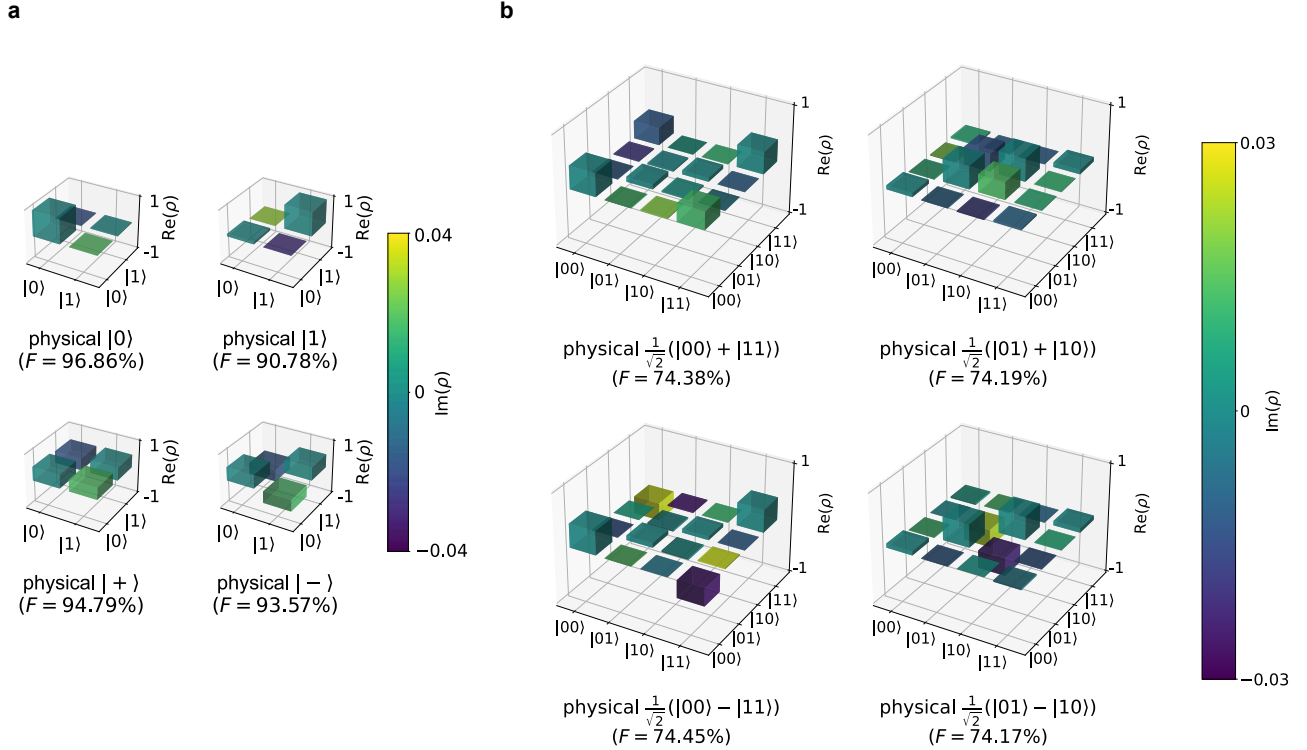 a
b
1
Re(ρ)
-1
|0⟩
|1⟩
|0⟩
|1⟩
physical |0⟩
(F = 96.86%)
1
Re(ρ)
-1
|0⟩
|1⟩
|0⟩
|1⟩
physical |1⟩
(F = 90.78%)
1
Re(ρ)
-1
|0⟩
|1⟩
|0⟩
|1⟩
physical | + ⟩
(F = 94.79%)
1
Re(ρ)
-1
|0⟩
|1⟩
|0⟩
|1⟩
physical | − ⟩
(F = 93.57%)
0.04
0
−0.04
Im(ρ)
1
Re(ρ)
-1
|00⟩
|01⟩
|10⟩
|11⟩
|00⟩
|01⟩
|10⟩
|11⟩
physical 1/√2 (|00⟩ + |11⟩)
(F = 74.38%)
1
Re(ρ)
-1
|00⟩
|01⟩
|10⟩
|11⟩
|00⟩
|01⟩
|10⟩
|11⟩
physical 1/√2 (|01⟩ + |10⟩)
(F = 74.19%)
1
Re(ρ)
-1
|00⟩
|01⟩
|10⟩
|11⟩
|00⟩
|01⟩
|10⟩
|11⟩
physical 1/√2 (|00⟩ − |11⟩)
(F = 74.45%)
1
Re(ρ)
-1
|00⟩
|01⟩
|10⟩
|11⟩
|00⟩
|01⟩
|10⟩
|11⟩
physical 1/√2 (|01⟩ − |10⟩)
(F = 74.17%)
0.03
0
−0.03
Im(ρ)